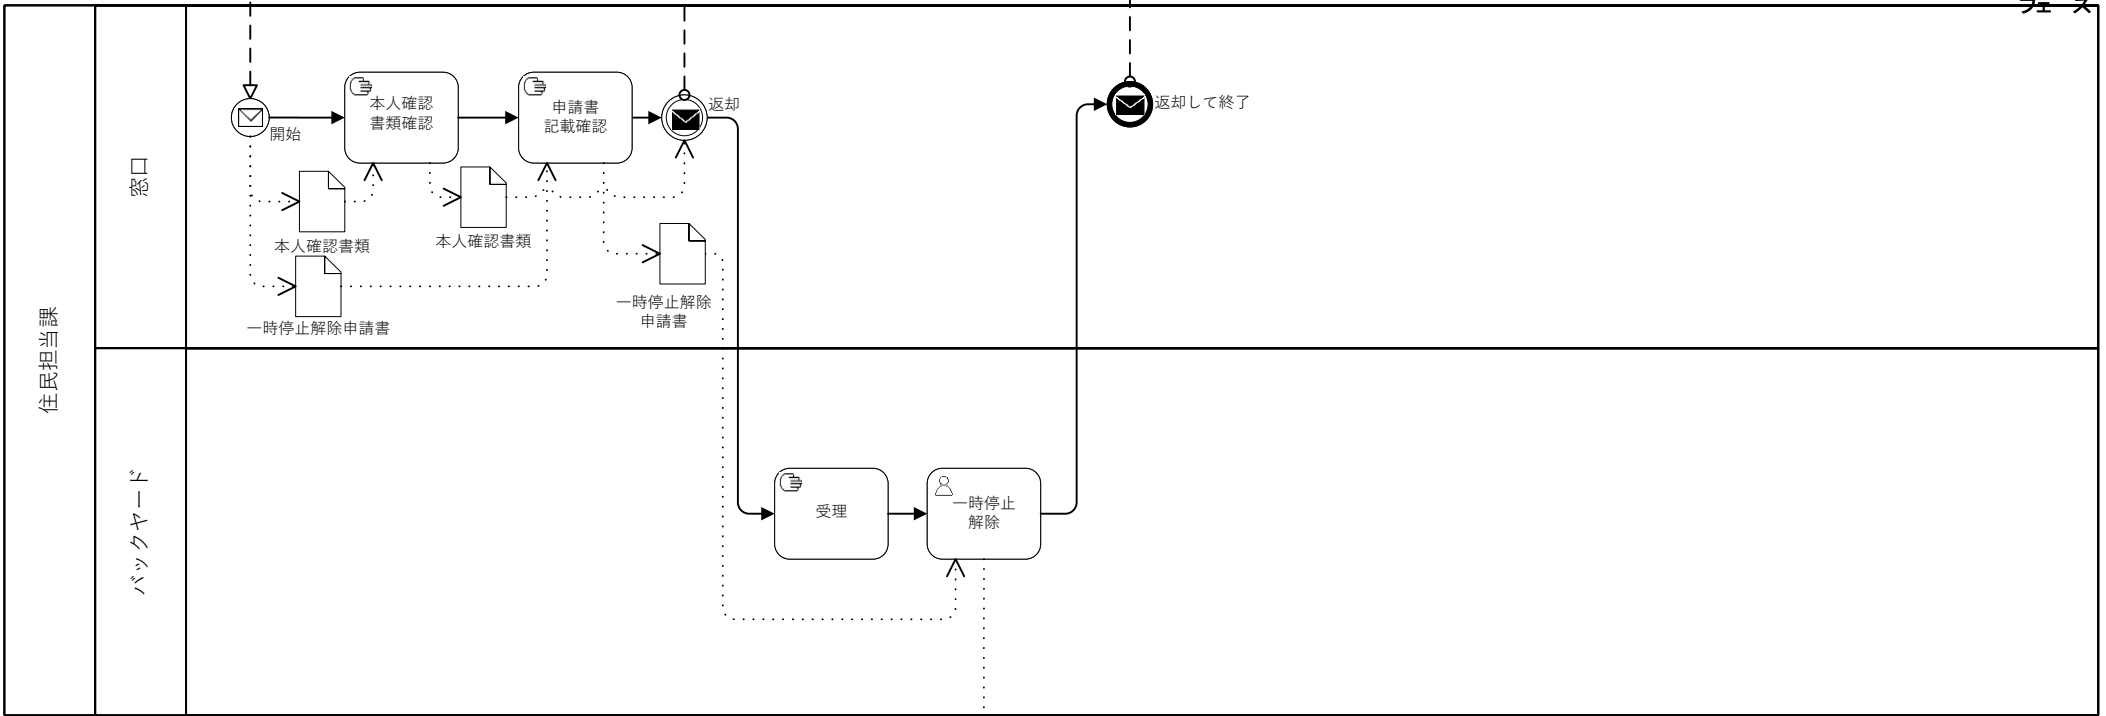 フェーズ
住民担当課
窓口
開始
本人確認
書類確認
申請書
記載確認
返却
返却して終了
本人確認書類
本人確認書類
一時停止解除申請書
一時停止解除
申請書
バックヤード
受理
一時停止
解除